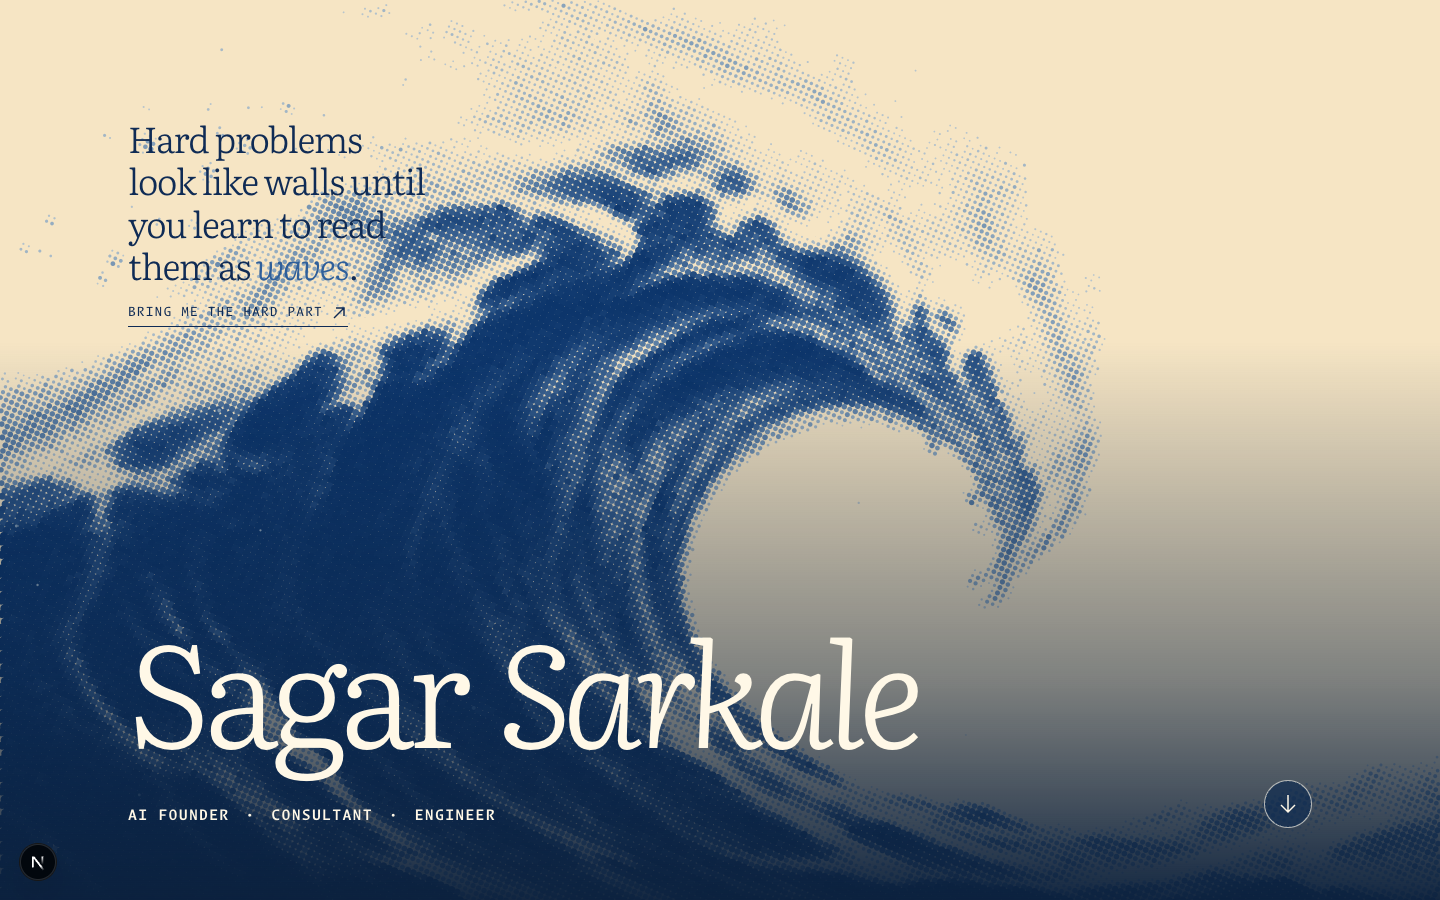 Hard problems
look like walls until
you learn to read
them as waves.
BRING ME THE HARD PART ↗
Sagar Sarkale
AI FOUNDER · CONSULTANT · ENGINEER
N